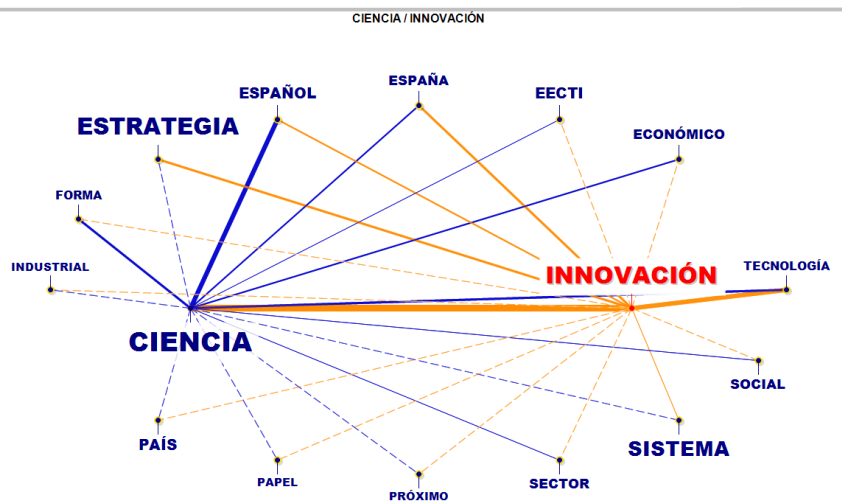 CIENCIA / INNOVACIÓN
ESPAÑA
ESPAÑOL
EECTI
ESTRATEGIA
ECONÓMICO
FORMA
INDUSTRIAL
INNOVACIÓN
TECNOLOGÍA
CIENCIA
SOCIAL
PAÍS
SISTEMA
PAPEL
SECTOR
PRÓXIMO